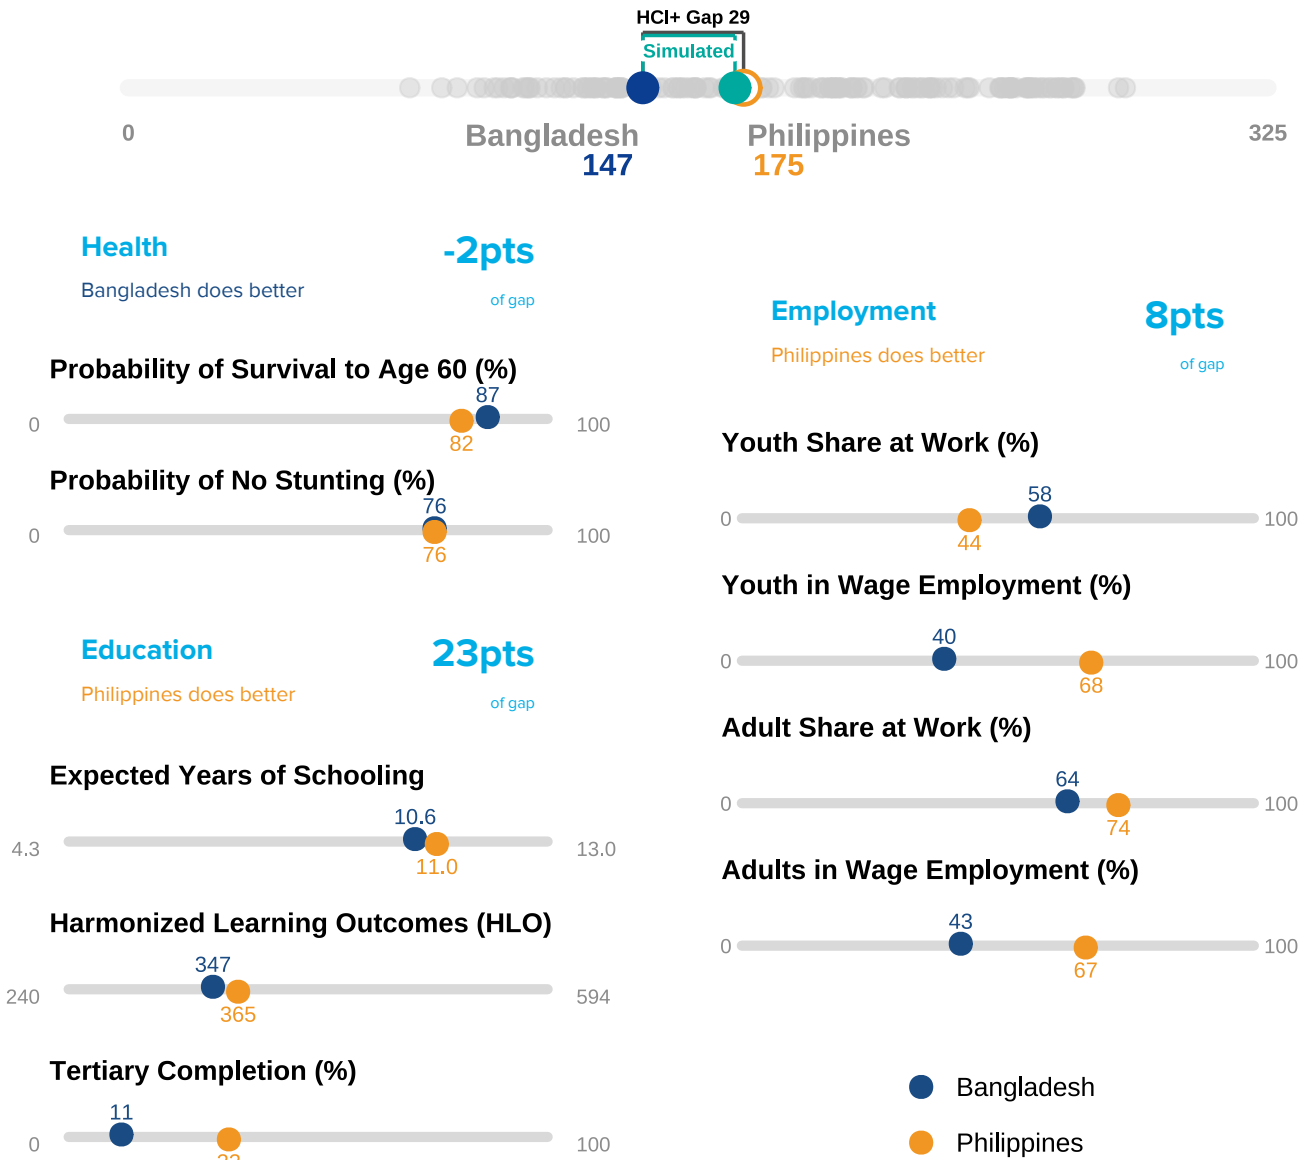 HCI+ Gap 29
Simulated
0
Bangladesh
Philippines
325
147
175
Health
-2pts
Bangladesh does better
of gap
Probability of Survival to Age 60 (%)
87
0
100
82
Probability of No Stunting (%)
76
0
100
76
Education
23pts
Philippines does better
of gap
Expected Years of Schooling
10.6
4.3
13.0
11.0
Harmonized Learning Outcomes (HLO)
347
240
594
365
Tertiary Completion (%)
11
0
100
Employment
8pts
Philippines does better
of gap
Youth Share at Work (%)
58
0
100
44
Youth in Wage Employment (%)
40
0
100
68
Adult Share at Work (%)
64
0
100
74
Adults in Wage Employment (%)
43
0
100
67
Bangladesh
Philippines